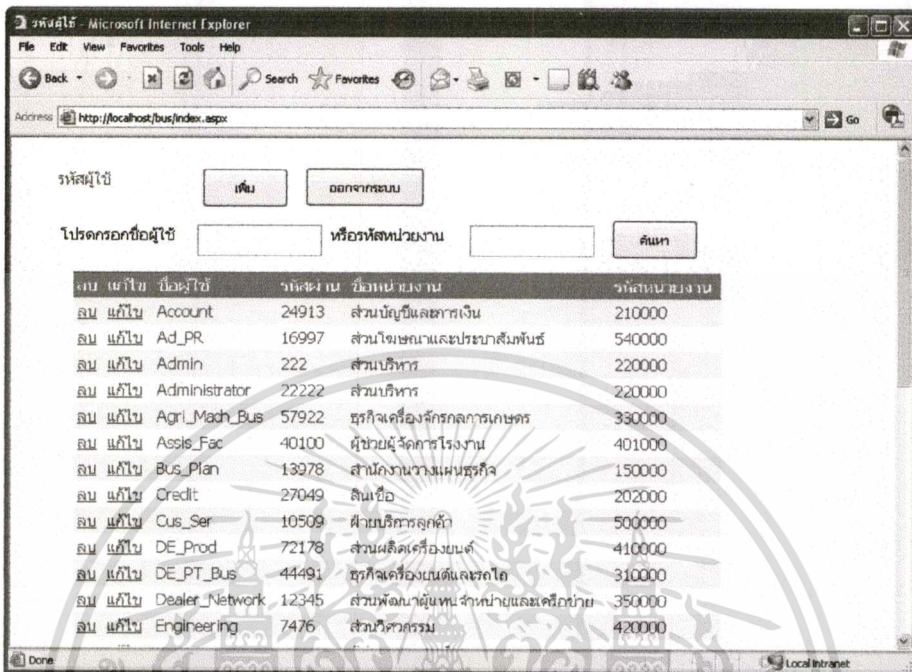 รหัสผู้ใช้ - Microsoft Internet Explorer
File Edit View Favorites Tools Help
Back Search Favorites
Address http://localhost/bus/index.aspx Go
รหัสผู้ใช้ เพิ่ม ออกจากระบบ
โปรดกรอกชื่อผู้ใช้ หรือรหัสหน่วยงาน ค้นหา
ลบ แก้ไข ชื่อผู้ใช้ รหัสผ่าน ชื่อหน่วยงาน รหัสหน่วยงาน
ลบ แก้ไข Account 24913 ส่วนบัญชีและการเงิน 210000
ลบ แก้ไข Ad_PR 16997 ส่วนโฆษณาและประชาสัมพันธ์ 540000
ลบ แก้ไข Admin 222 ส่วนบริหาร 220000
ลบ แก้ไข Administrator 22222 ส่วนบริหาร 220000
ลบ แก้ไข Agri_Mach_Bus 57922 ธุรกิจเครื่องจักรกลการเกษตร 330000
ลบ แก้ไข Assis_Fac 40100 ผู้ช่วยผู้จัดการโรงงาน 401000
ลบ แก้ไข Bus_Plan 13978 สำนักงานวางแผนธุรกิจ 150000
ลบ แก้ไข Credit 27049 สินเชื่อ 202000
ลบ แก้ไข Cus_Ser 10509 ฝ่ายบริการลูกค้า 500000
ลบ แก้ไข DE_Prod 72178 ส่วนผลิตเครื่องยนต์ 410000
ลบ แก้ไข DE_PT_Bus 44491 ธุรกิจเครื่องยนต์และรถไถ 310000
ลบ แก้ไข Dealer_Network 12345 ส่วนพัฒนาผู้แทนจำหน่ายและเครือข่าย 350000
ลบ แก้ไข Engineering 7476 ส่วนวิศวกรรม 420000
Done Local intranet